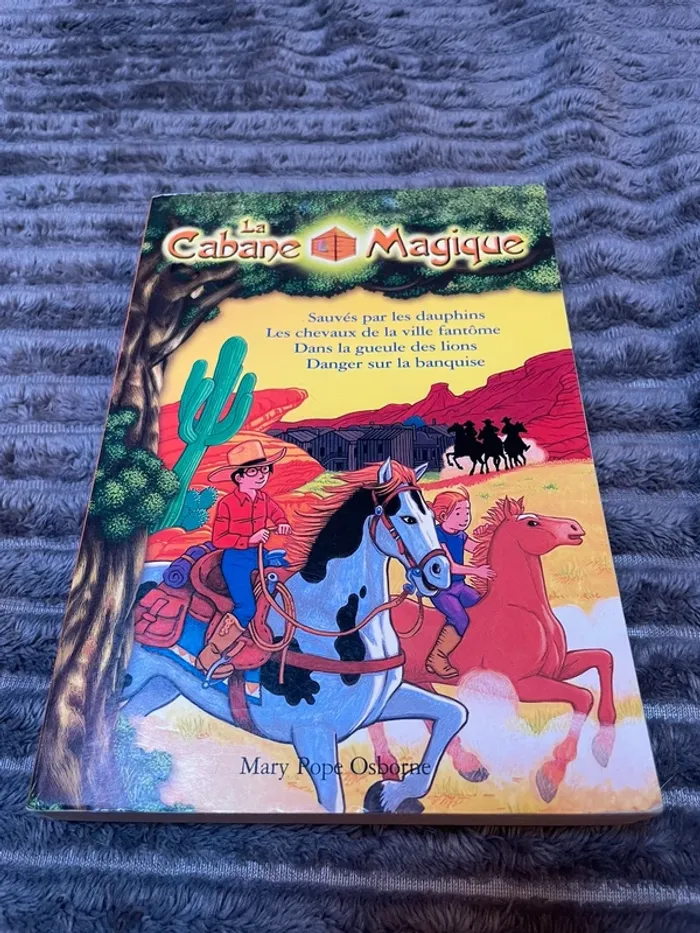 La
Cabane Magique
Sauvés par les dauphins
Les chevaux de la ville fantôme
Dans la gueule des lions
Danger sur la banquise
Mary Pope Osborne